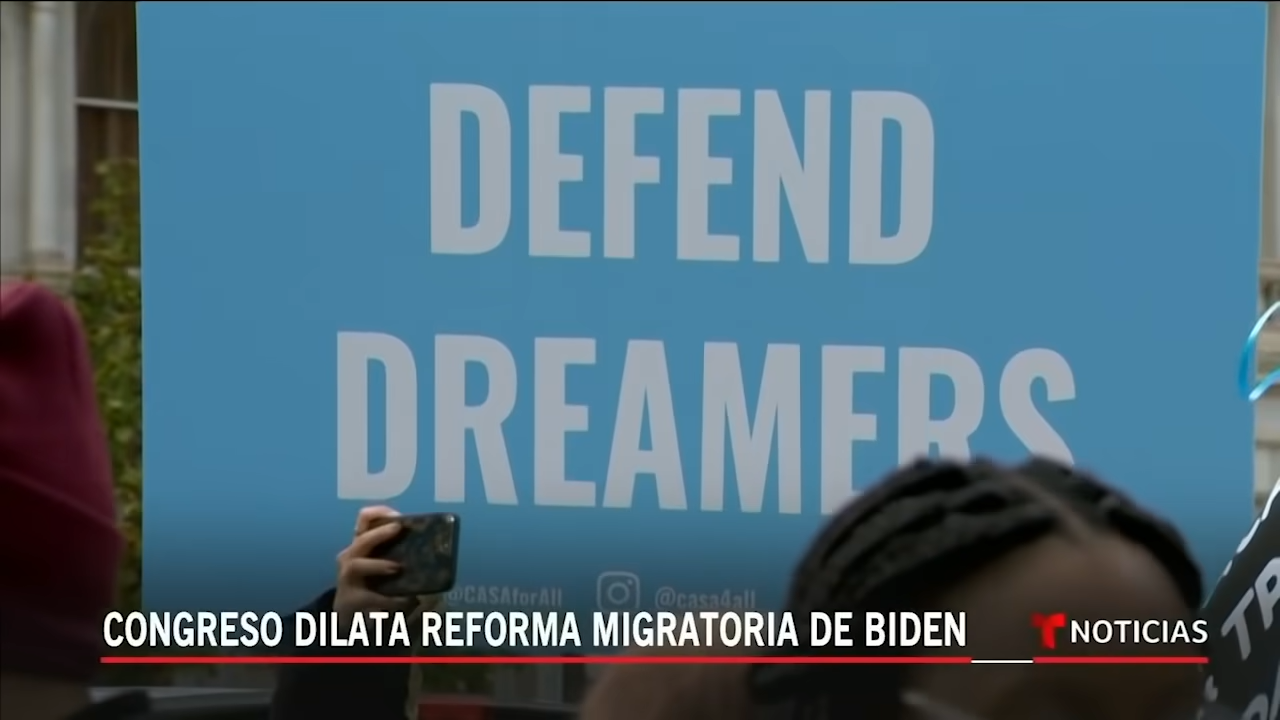 DEFEND
DREAMERS
@CASAforAll @casa4all
CONGRESO DILATA REFORMA MIGRATORIA DE BIDEN
NOTICIAS